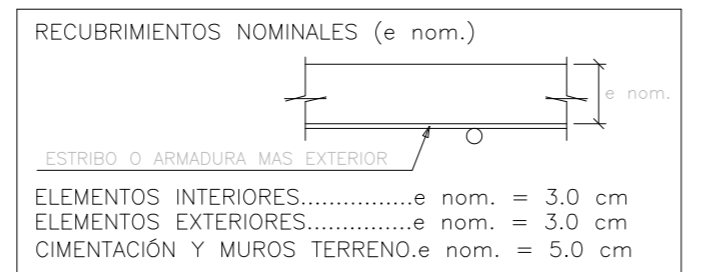 RECUBRIMIENTOS NOMINALES (e nom.)
e nom.
ESTRIBO O ARMADURA MAS EXTERIOR
ELEMENTOS INTERIORES................e nom. = 3.0 cm
ELEMENTOS EXTERIORES...............e nom. = 3.0 cm
CIMENTACIÓN Y MUROS TERRENO.e nom. = 5.0 cm